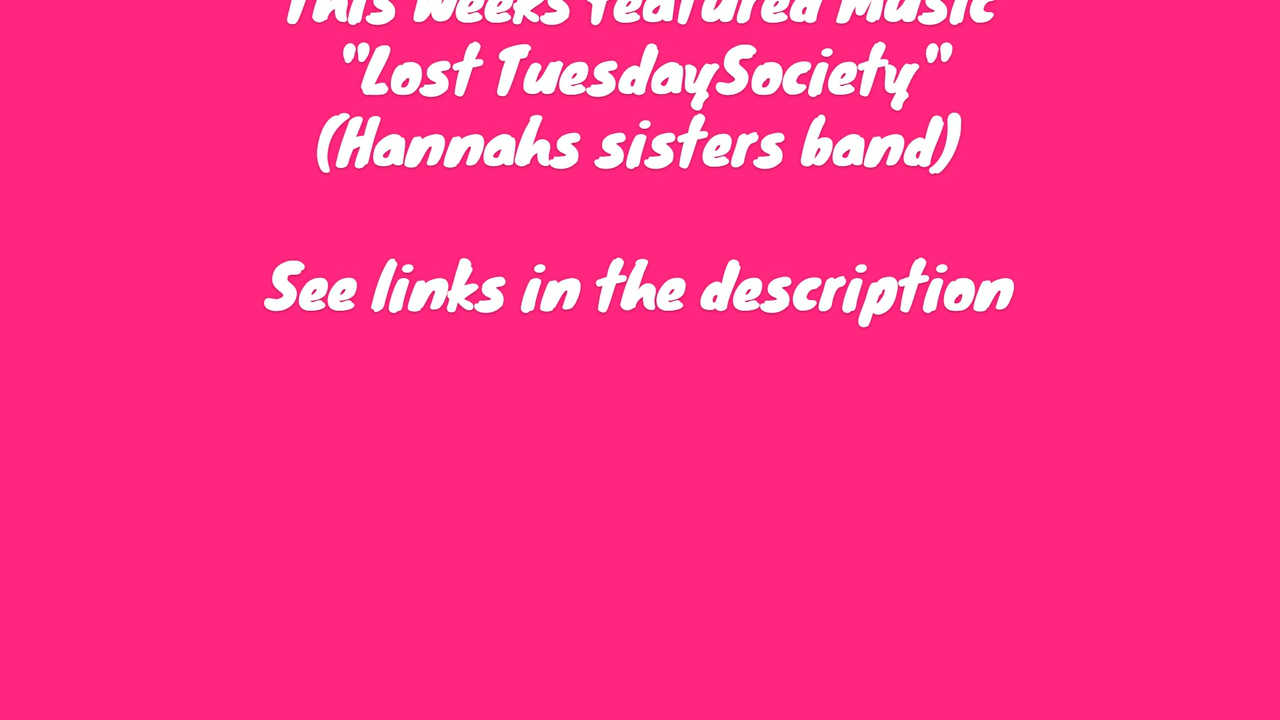 This weeks featured music
"Lost TuesdaySociety"
(Hannahs sisters band)
See links in the description